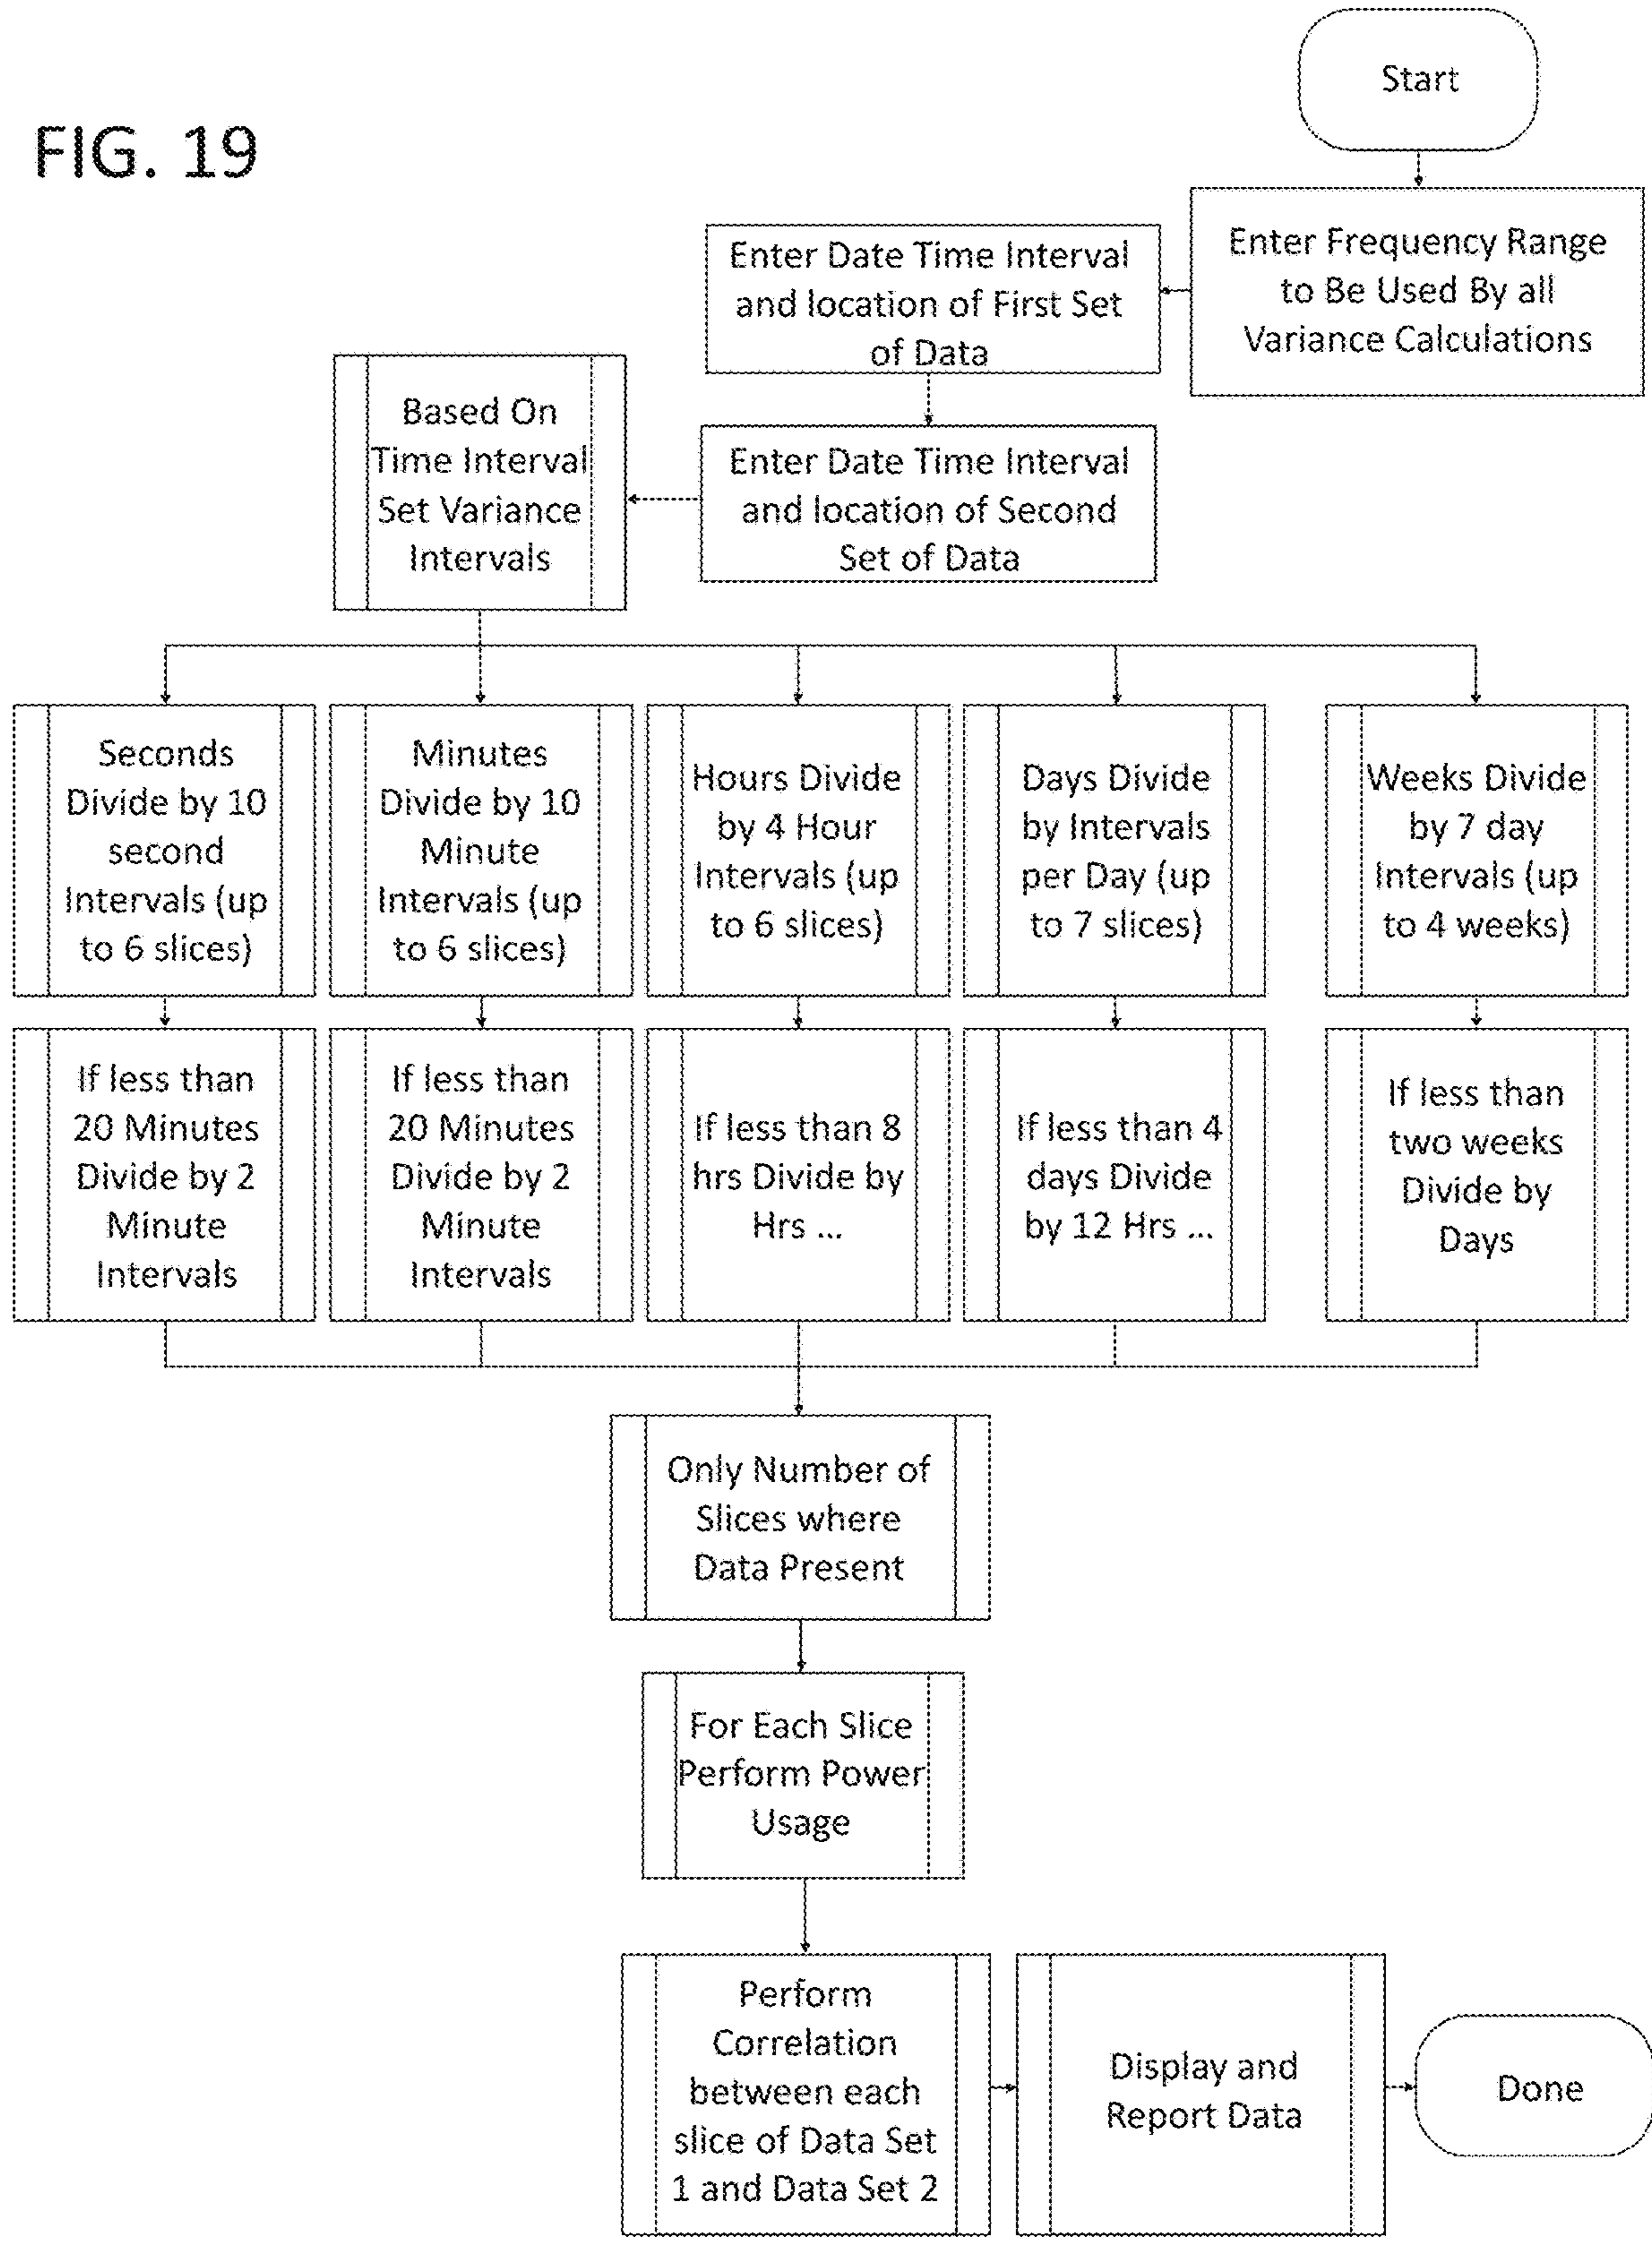 FIG. 19
Start
Enter Frequency Range
to Be Used By all
Variance Calculations
Enter Date Time Interval
and location of First Set
of Data
Enter Date Time Interval
and location of Second
Set of Data
Based On
Time Interval
Set Variance
Intervals
Seconds
Divide by 10
second
Intervals (up
to 6 slices)
Minutes
Divide by 10
Minute
Intervals (up
to 6 slices)
Hours Divide
by 4 Hour
Intervals (up
to 6 slices)
Days Divide
by Intervals
per Day (up
to 7 slices)
Weeks Divide
by 7 day
Intervals (up
to 4 weeks)
If less than
20 Minutes
Divide by 2
Minute
Intervals
If less than
20 Minutes
Divide by 2
Minute
Intervals
If less than 8
hrs Divide by
Hrs ...
If less than 4
days Divide
by 12 Hrs ...
If less than
two weeks
Divide by
Days
Only Number of
Slices where
Data Present
For Each Slice
Perform Power
Usage
Perform
Correlation
between each
slice of Data Set
1 and Data Set 2
Display and
Report Data
Done